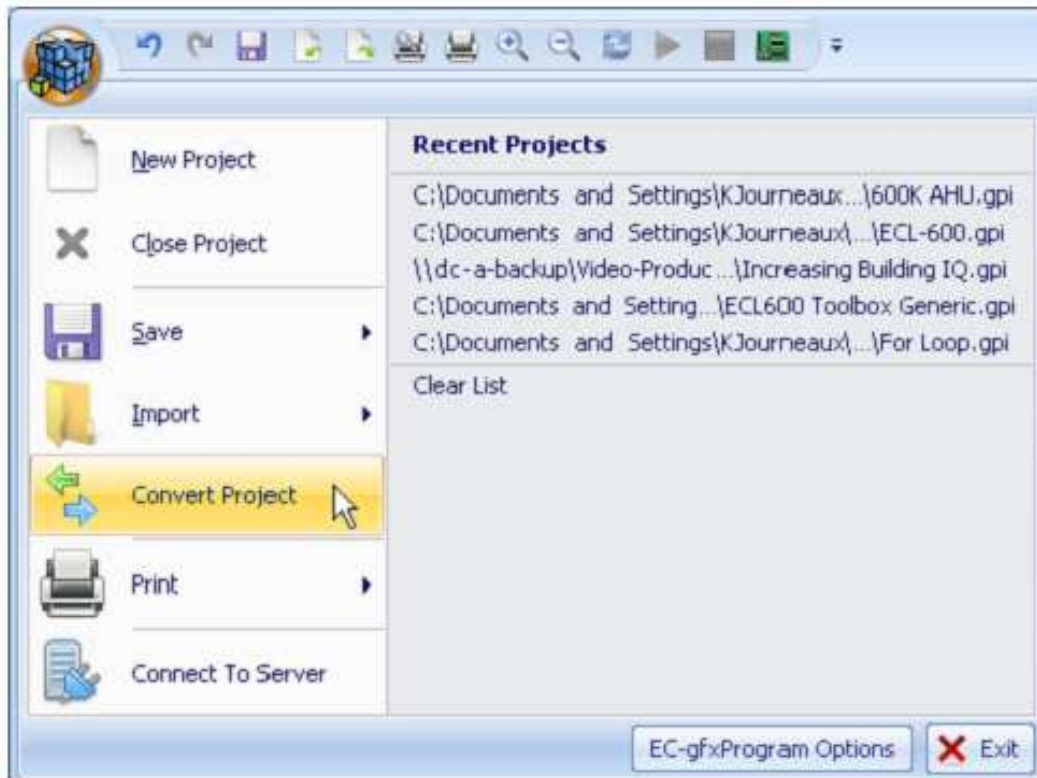 New Project
Close Project
Save
Import
Convert Project
Print
Connect To Server
Recent Projects
C:\Documents and Settings\KJourneaux...\600K AHU.gpi
C:\Documents and Settings\KJourneaux\...\ECL-600.gpi
\\dc-a-backup\Video-Produc ...\Increasing Building IQ.gpi
C:\Documents and Setting...\ECL600 Toolbox Generic.gpi
C:\Documents and Settings\KJourneaux\...\For Loop.gpi
Clear List
EC-gfxProgram Options
Exit